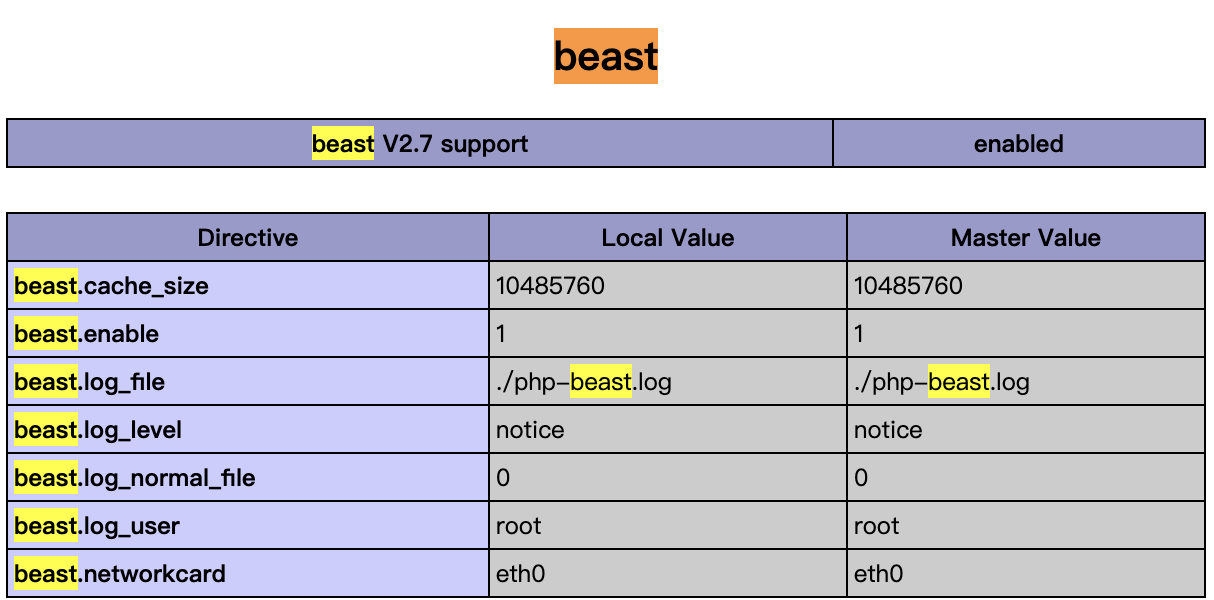 beast
beast V2.7 support enabled
Directive Local Value Master Value
beast.cache_size 10485760 10485760
beast.enable 1 1
beast.log_file ./php-beast.log ./php-beast.log
beast.log_level notice notice
beast.log_normal_file 0 0
beast.log_user root root
beast.networkcard eth0 eth0